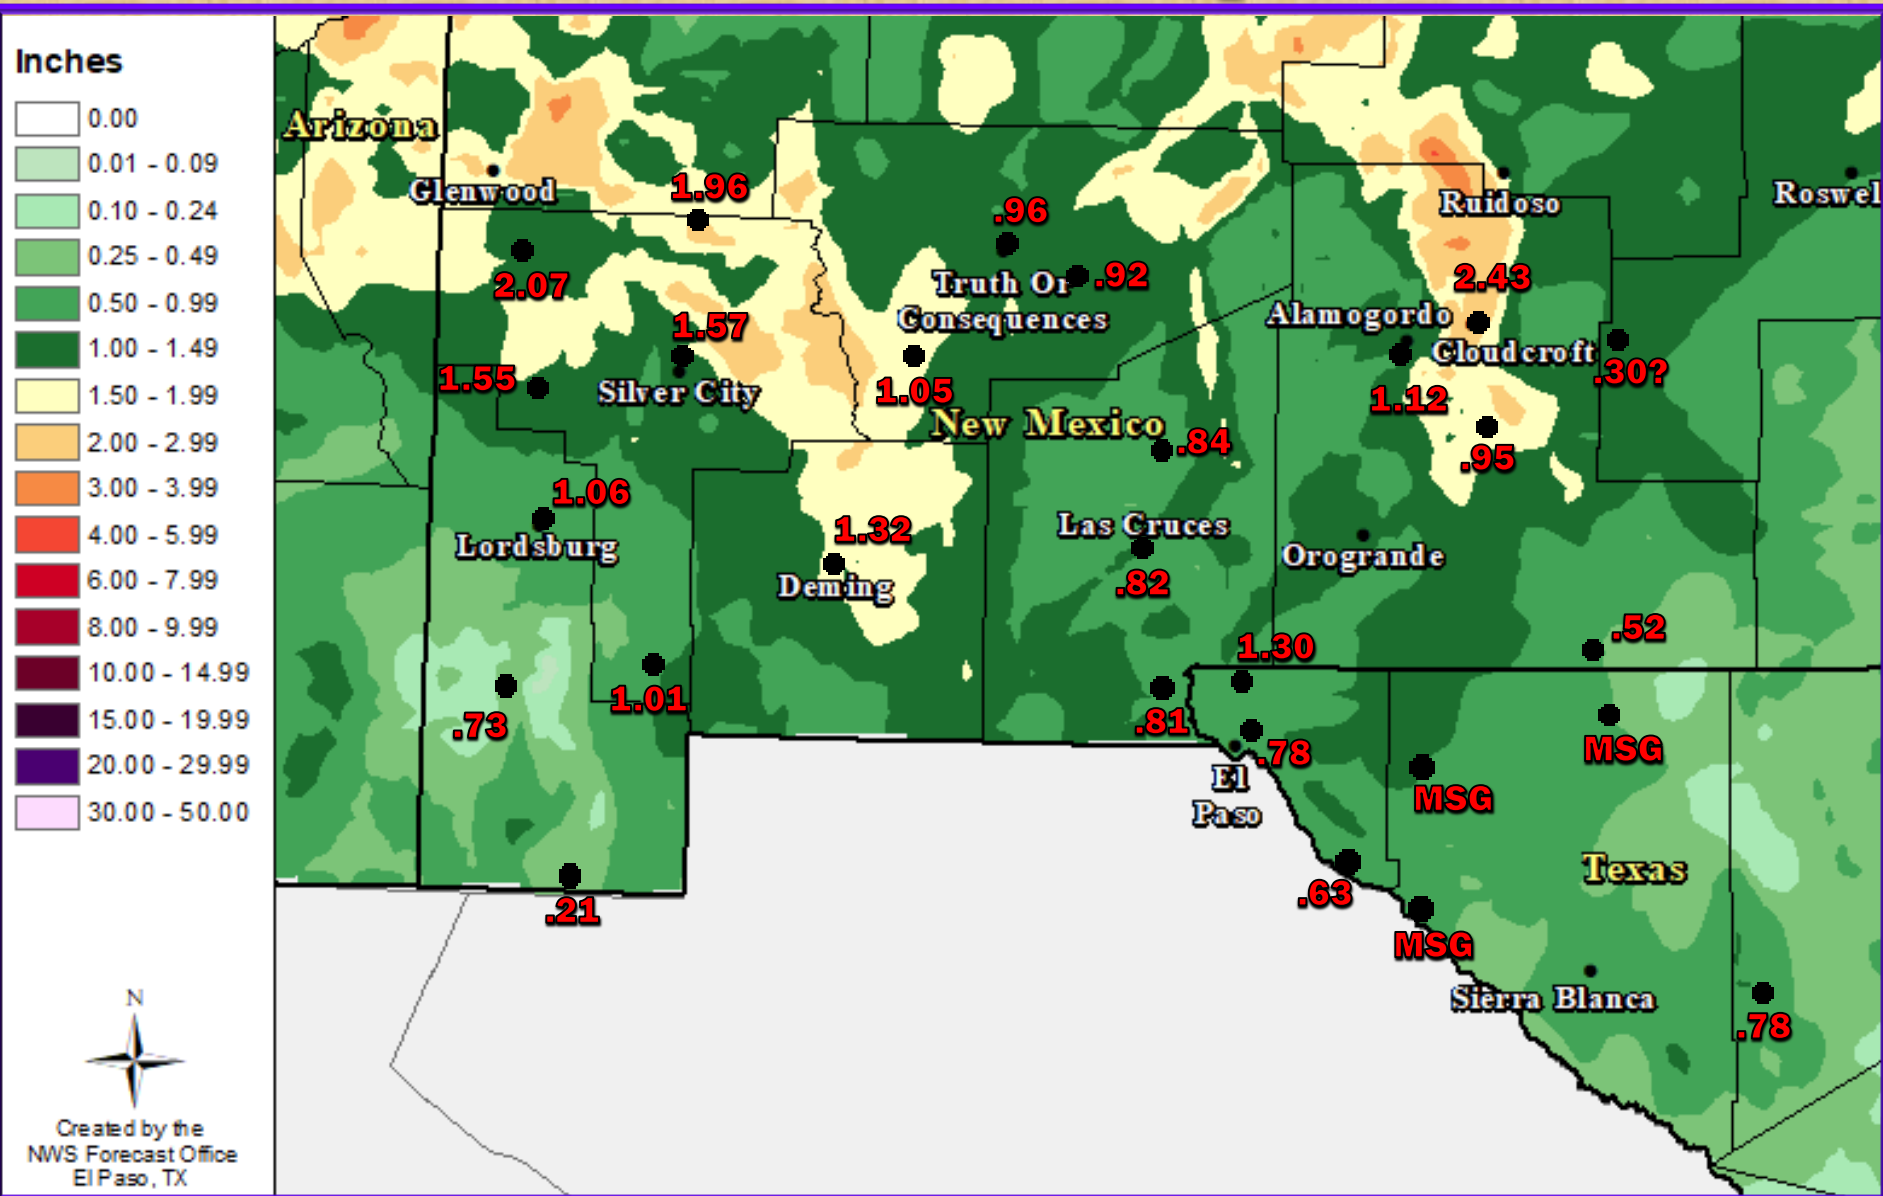 Inches
0.00
0.01 - 0.09
0.10 - 0.24
0.25 - 0.49
0.50 - 0.99
1.00 - 1.49
1.50 - 1.99
2.00 - 2.99
3.00 - 3.99
4.00 - 5.99
6.00 - 7.99
8.00 - 9.99
10.00 - 14.99
15.00 - 19.99
20.00 - 29.99
30.00 - 50.00
N
Created by the
NWS Forecast Office
El Paso, TX
Arizona
Glenwood
1.96
2.07
1.57
1.55
Silver City
.96
.92
Truth Or
Consequences
1.05
New Mexico
Ruidoso
Roswel
2.43
Alamogordo
Cloudcroft
.30?
1.12
.95
.84
1.06
Lordsburg
1.32
Deming
Las Cruces
.82
Orogrande
.52
1.30
.73
1.01
.81
.78
El
Paso
MSG
MSG
Texas
.21
.63
MSG
Sierra Blanca
.78